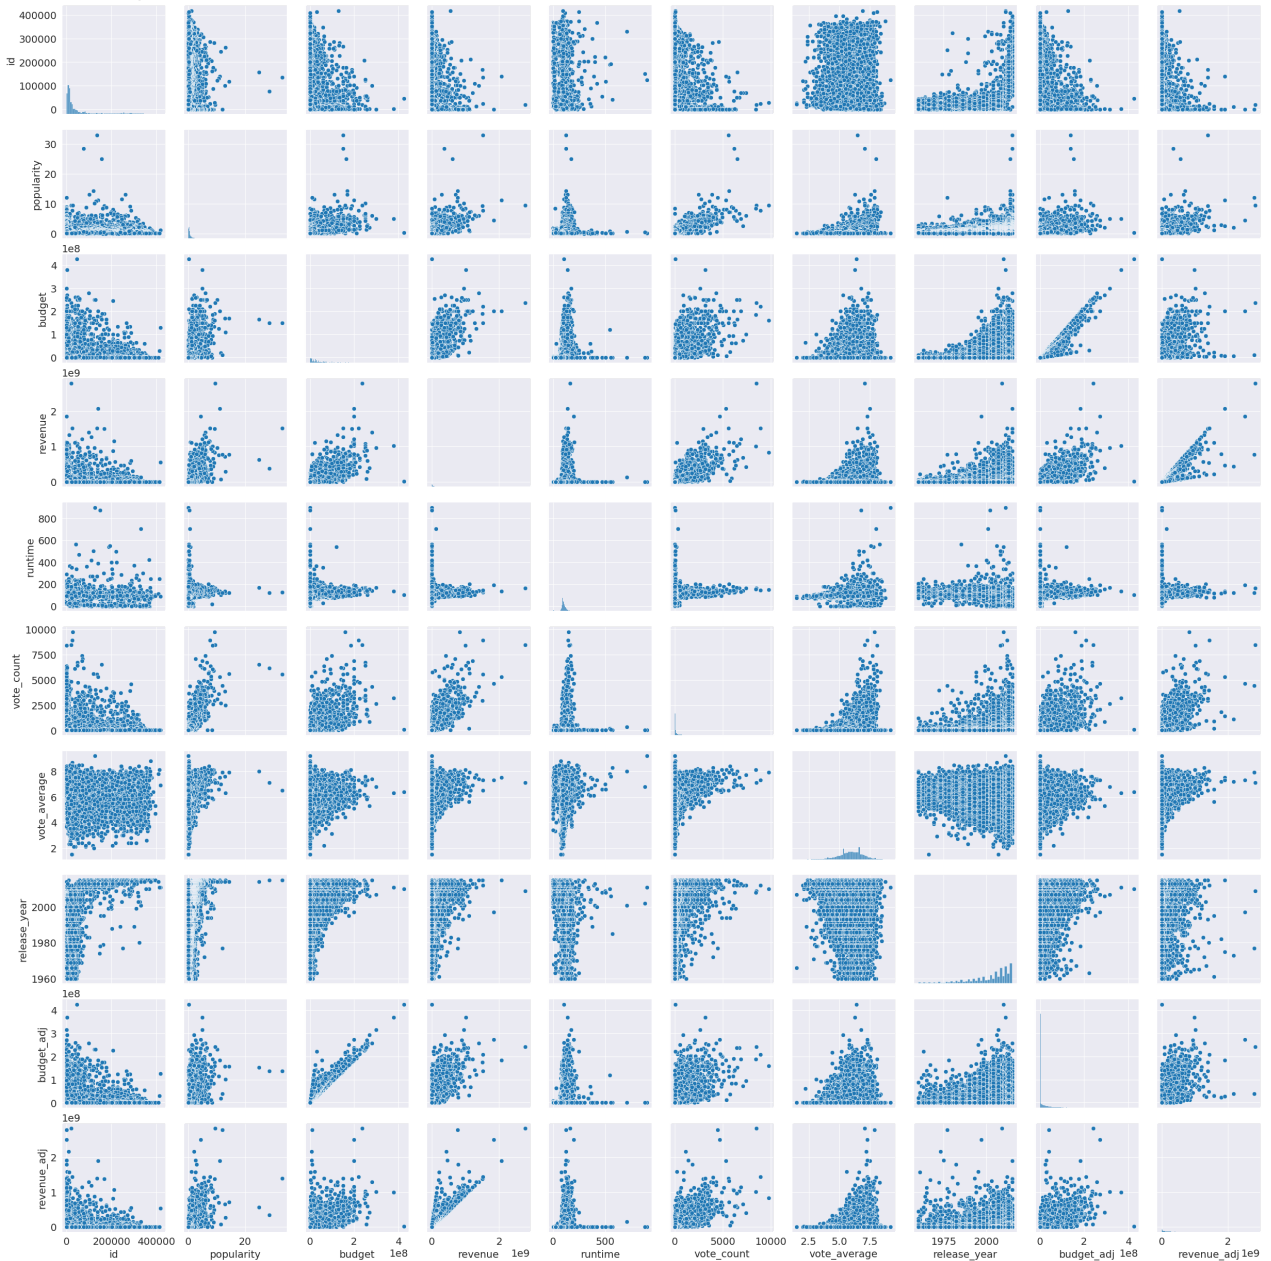 400000
300000
200000
100000
0
id
30
20
10
0
popularity
1e8
4
3
2
1
0
budget
1e9
2
1
0
revenue
800
600
400
200
0
runtime
10000
7500
5000
2500
0
vote_count
8
6
4
2
vote_average
2000
1980
1960
release_year
1e8
4
3
2
1
0
budget_adj
1e9
2
1
0
revenue_adj
0 200000 400000 0 20 0 2 4 0 1 2 0 500 0 5000 10000 2.5 5.0 7.5 1975 2000 0 2 4 0 1 2
id popularity budget 1e8 revenue 1e9 runtime vote_count vote_average release_year budget_adj 1e8 revenue_adj 1e9